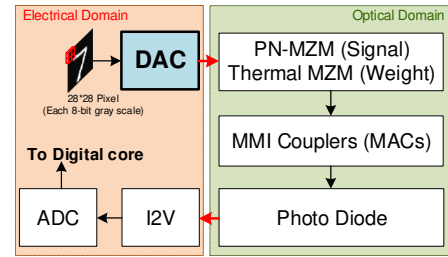 Electrical Domain
Optical Domain
28*28 Pixel
(Each 8-bit gray scale)
DAC
PN-MZM (Signal)
Thermal MZM (Weight)
MMI Couplers (MACs)
To Digital core
ADC
I2V
Photo Diode